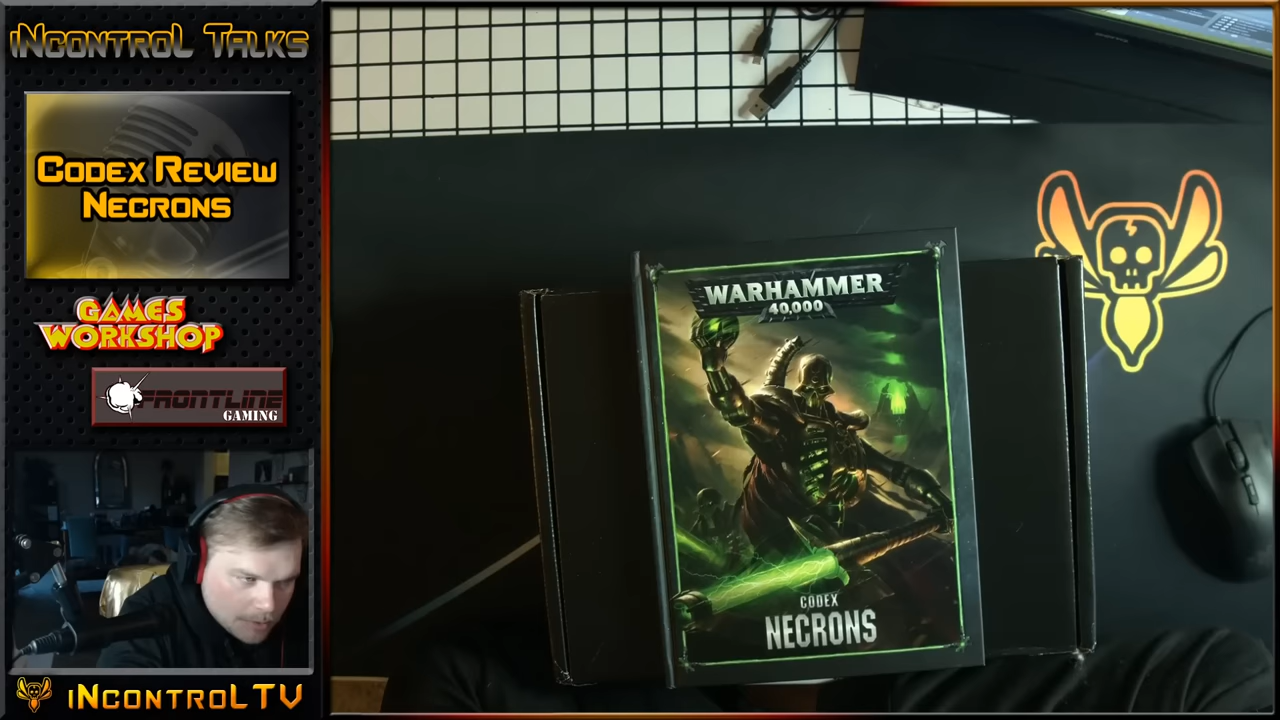 iNcontroL Talks
Codex Review
Necrons
GAMES
WORKSHOP
FRONTLINE
GAMING
iNcontroLTV
WARHAMMER
40,000
CODEX
NECRONS